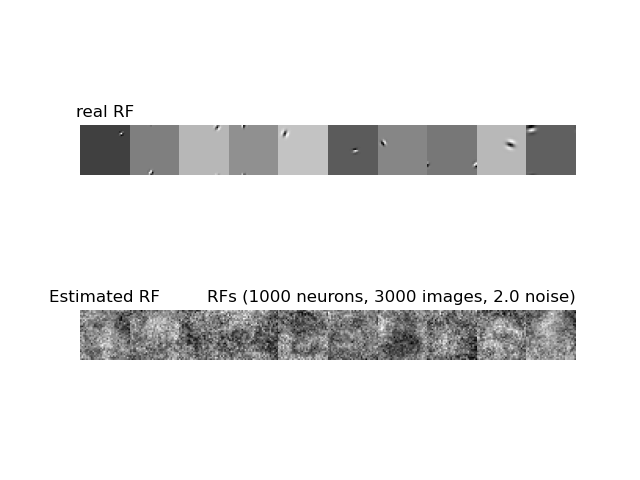 real RF
Estimated RF
RFs (1000 neurons, 3000 images, 2.0 noise)